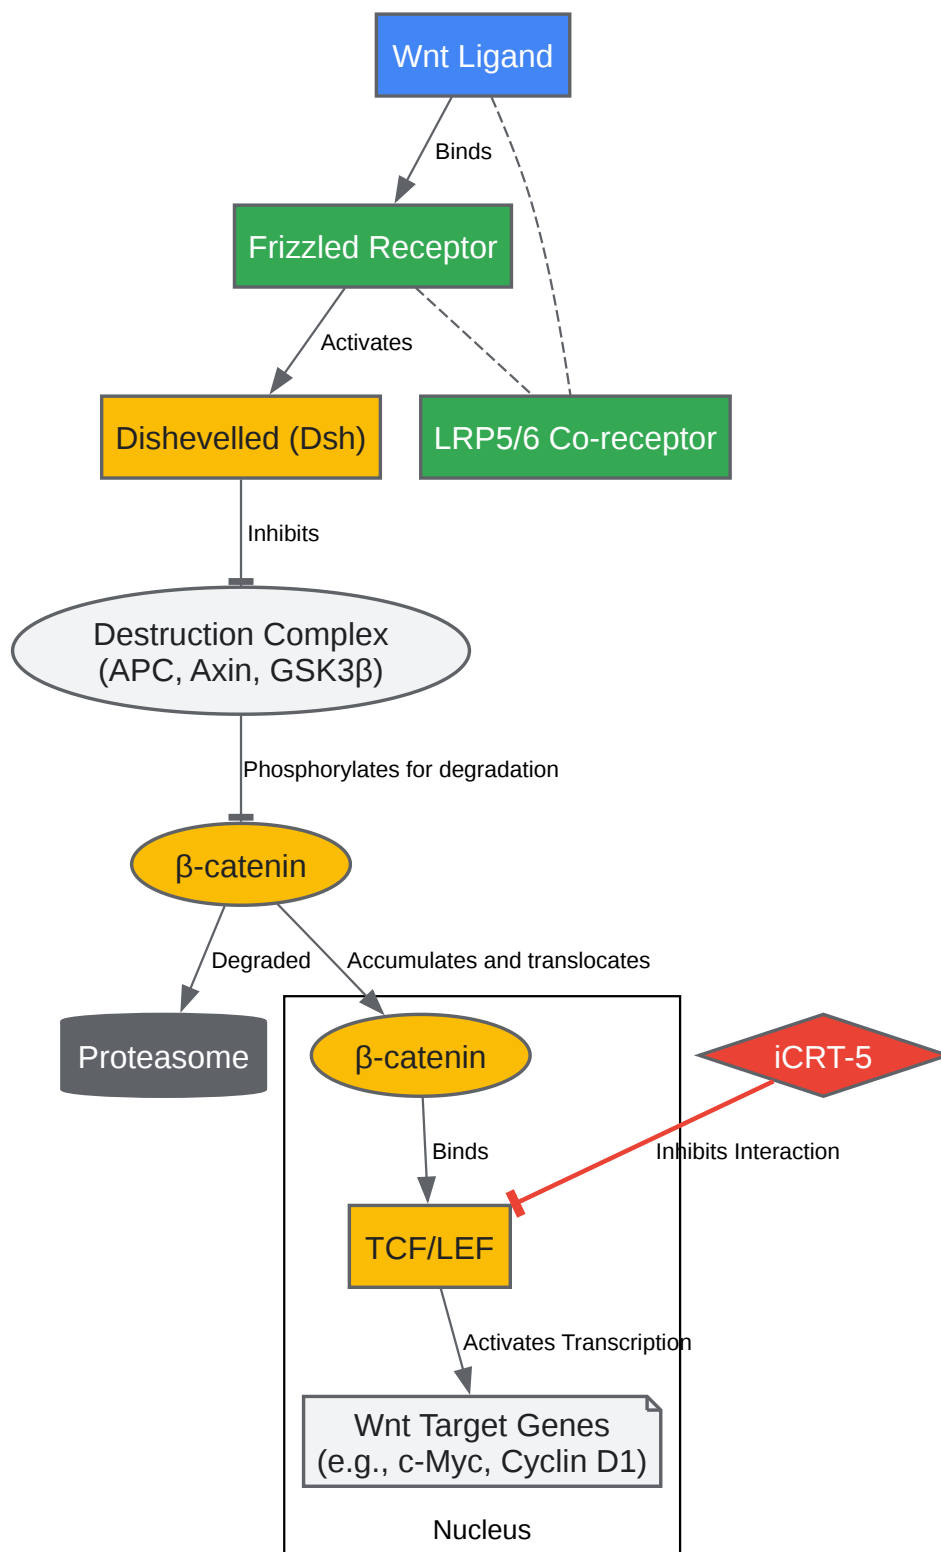 Wnt Ligand
Binds
Frizzled Receptor
Activates
Dishevelled (Dsh)
LRP5/6 Co-receptor
Inhibits
Destruction Complex
(APC, Axin, GSK3β)
Phosphorylates for degradation
β-catenin
Degraded
Accumulates and translocates
Proteasome
β-catenin
iCRT-5
Binds
Inhibits Interaction
TCF/LEF
Activates Transcription
Wnt Target Genes
(e.g., c-Myc, Cyclin D1)
Nucleus